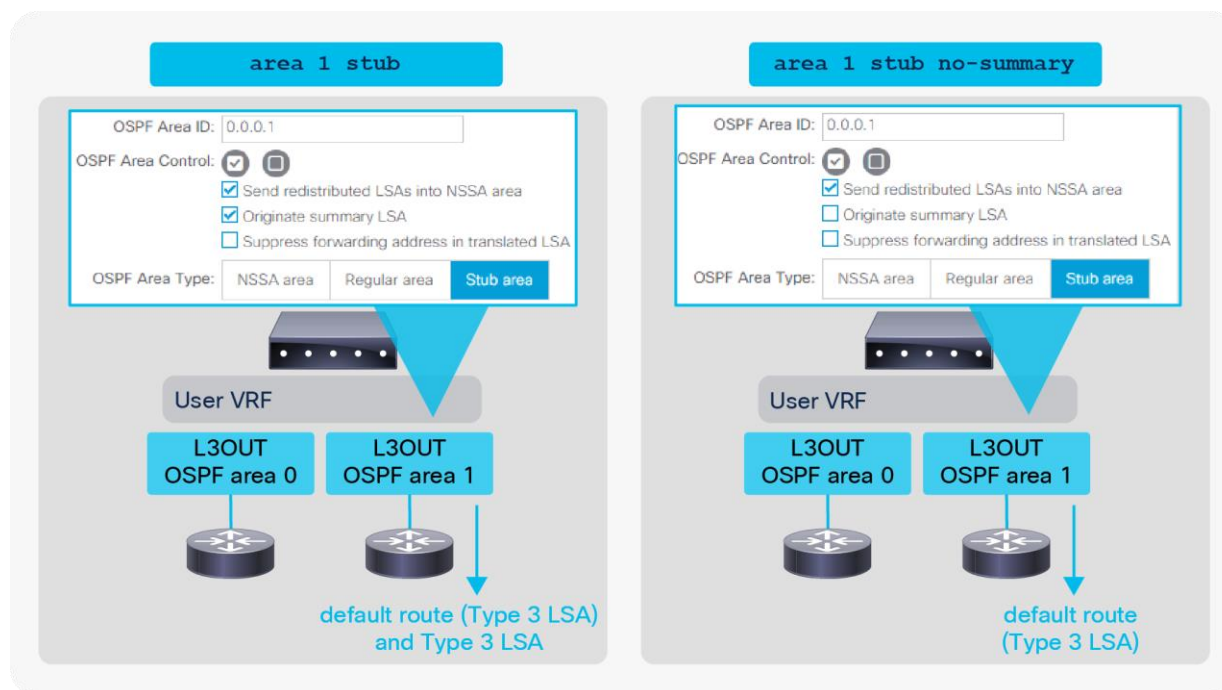 area 1 stub
OSPF Area ID: 0.0.0.1
OSPF Area Control:
Send redistributed LSAs into NSSA area
Originate summary LSA
Suppress forwarding address in translated LSA
OSPF Area Type: NSSA area Regular area Stub area
User VRF
L3OUT
OSPF area 0
L3OUT
OSPF area 1
default route (Type 3 LSA)
and Type 3 LSA
area 1 stub no-summary
OSPF Area ID: 0.0.0.1
OSPF Area Control:
Send redistributed LSAs into NSSA area
Originate summary LSA
Suppress forwarding address in translated LSA
OSPF Area Type: NSSA area Regular area Stub area
User VRF
L3OUT
OSPF area 0
L3OUT
OSPF area 1
default route
(Type 3 LSA)